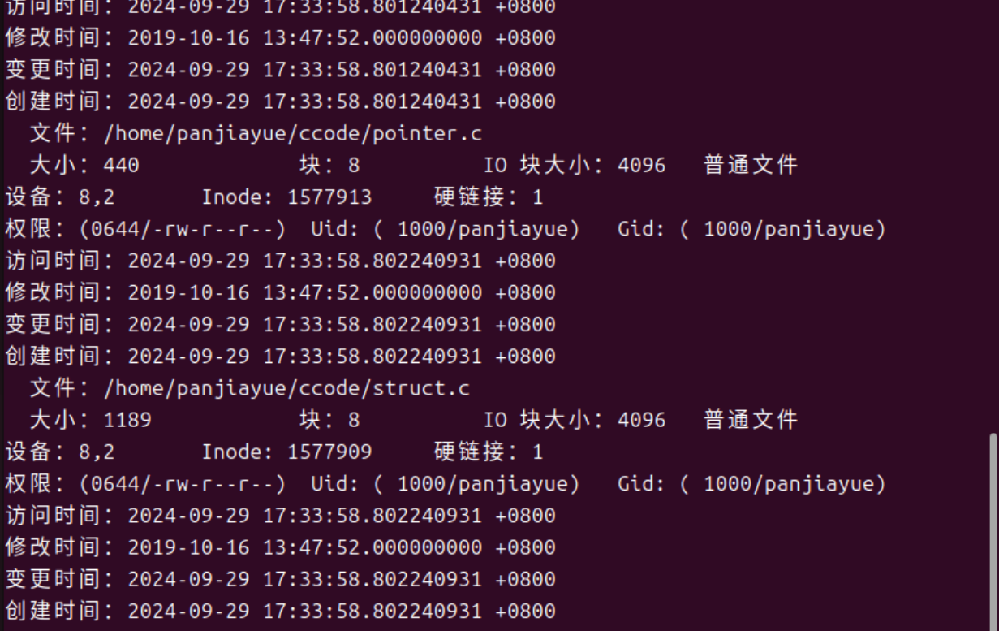 访问时间：2024-09-29 17:33:58.801240431 +0800
修改时间：2019-10-16 13:47:52.000000000 +0800
变更时间：2024-09-29 17:33:58.801240431 +0800
创建时间：2024-09-29 17:33:58.801240431 +0800
  文件：/home/panjiayue/ccode/pointer.c
  大小：440             块：8          IO 块大小：4096   普通文件
设备：8,2       Inode: 1577913     硬链接：1
权限：(0644/-rw-r--r--)  Uid: ( 1000/panjiayue)   Gid: ( 1000/panjiayue)
访问时间：2024-09-29 17:33:58.802240931 +0800
修改时间：2019-10-16 13:47:52.000000000 +0800
变更时间：2024-09-29 17:33:58.802240931 +0800
创建时间：2024-09-29 17:33:58.802240931 +0800
  文件：/home/panjiayue/ccode/struct.c
  大小：1189            块：8          IO 块大小：4096   普通文件
设备：8,2       Inode: 1577909     硬链接：1
权限：(0644/-rw-r--r--)  Uid: ( 1000/panjiayue)   Gid: ( 1000/panjiayue)
访问时间：2024-09-29 17:33:58.802240931 +0800
修改时间：2019-10-16 13:47:52.000000000 +0800
变更时间：2024-09-29 17:33:58.802240931 +0800
创建时间：2024-09-29 17:33:58.802240931 +0800